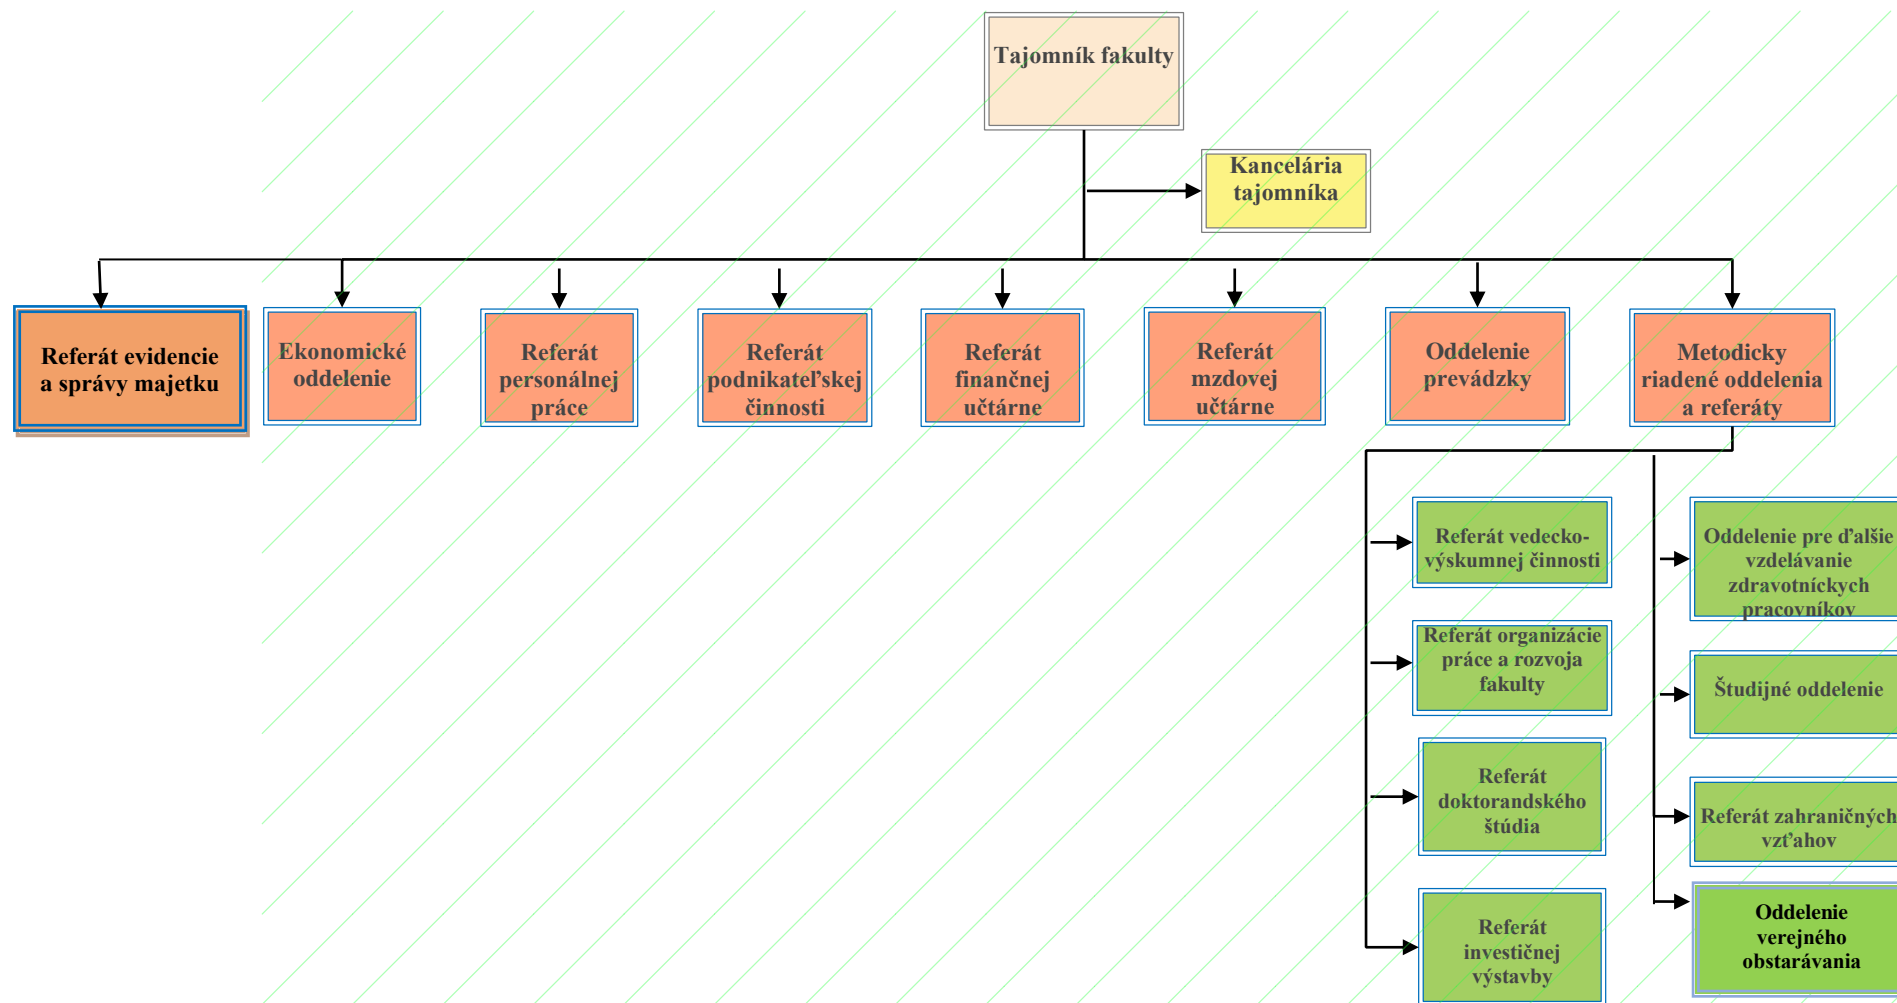 Tajomník fakulty
Kancelária
tajomníka
Referát evidencie
a správy majetku
Ekonomické
oddelenie
Referát
personálnej
práce
Referát
podnikateľskej
činnosti
Referát
finančnej
učtárne
Referát
mzdovej
učtárne
Oddelenie
prevádzky
Metodicky
riadené oddelenia
a referáty
Referát vedecko-
výskumnej činnosti
Referát organizácie
práce a rozvoja
fakulty
Referát
doktorandského
štúdia
Referát
investičnej
výstavby
Oddelenie pre ďalšie
vzdelávanie
zdravotníckych
pracovníkov
Študijné oddelenie
Referát zahraničných
vzťahov
Oddelenie
verejného
obstarávania